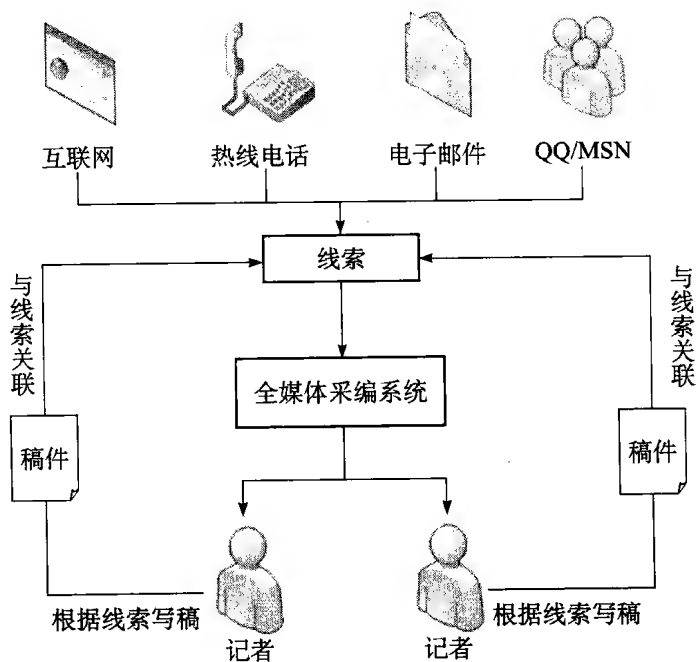 互联网
热线电话
电子邮件
QQ/MSN
线索
与线索关联
与线索关联
全媒体采编系统
稿件
稿件
根据线索写稿
记者
记者
根据线索写稿